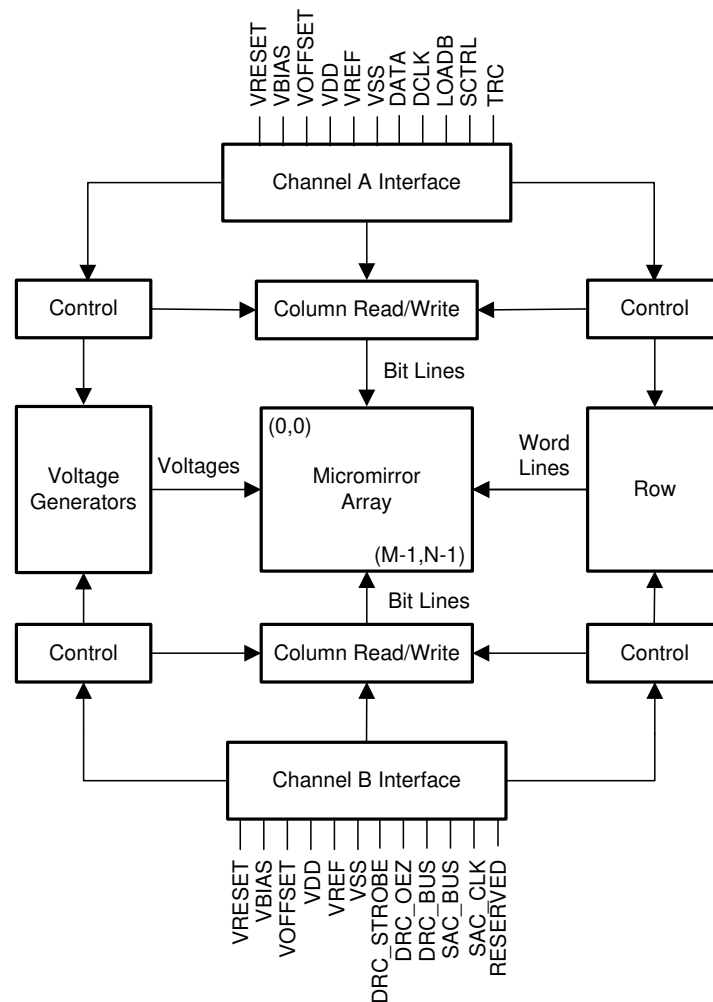 VRESET
VBIAS
VOFFSET
VDD
VREF
VSS
DATA
DCLK
LOADB
SCTRL
TRC
Channel A Interface
Control
Column Read/Write
Control
Bit Lines
(0,0)
Voltage
Generators
Voltages
Micromirror
Array
Word
Lines
Row
(M-1,N-1)
Bit Lines
Control
Column Read/Write
Control
Channel B Interface
VRESET
VBIAS
VOFFSET
VDD
VREF
VSS
DRC_STROBE
DRC_OEZ
DRC_BUS
SAC_BUS
SAC_CLK
RESERVED